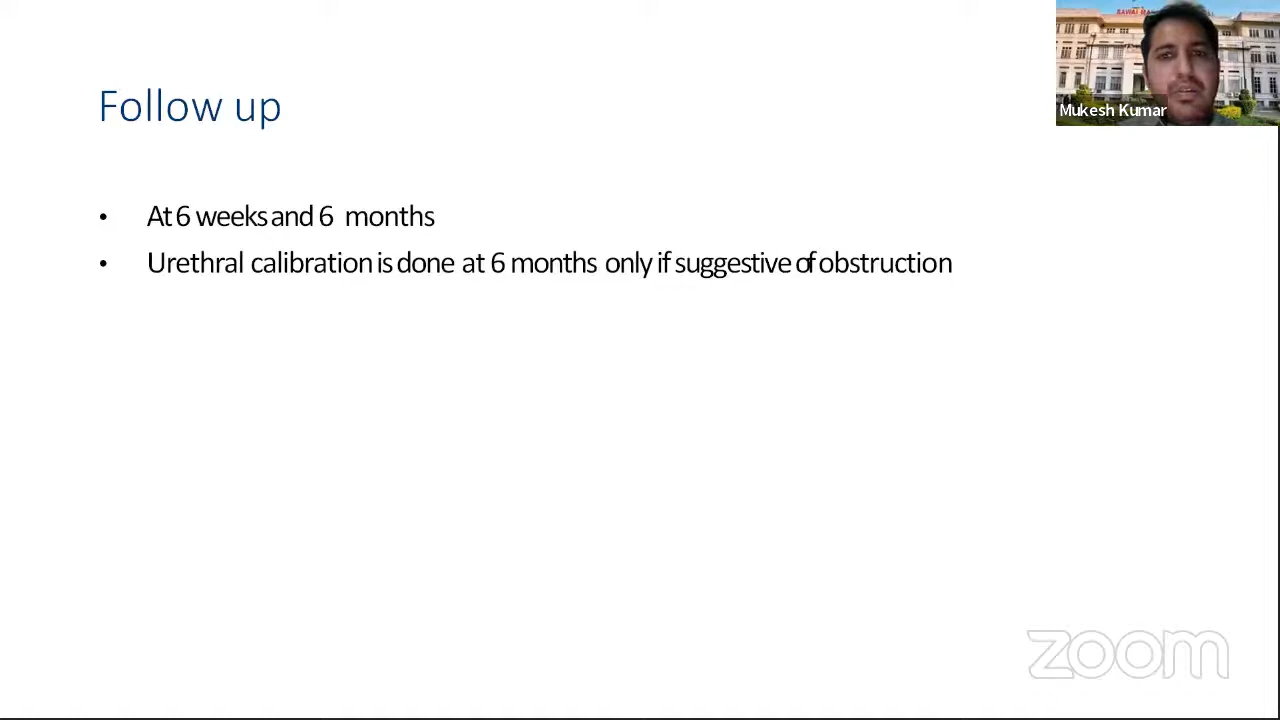 Follow up
Mukesh Kumar
• At 6 weeks and 6 months
• Urethral calibration is done at 6 months only if suggestive of obstruction
zoom